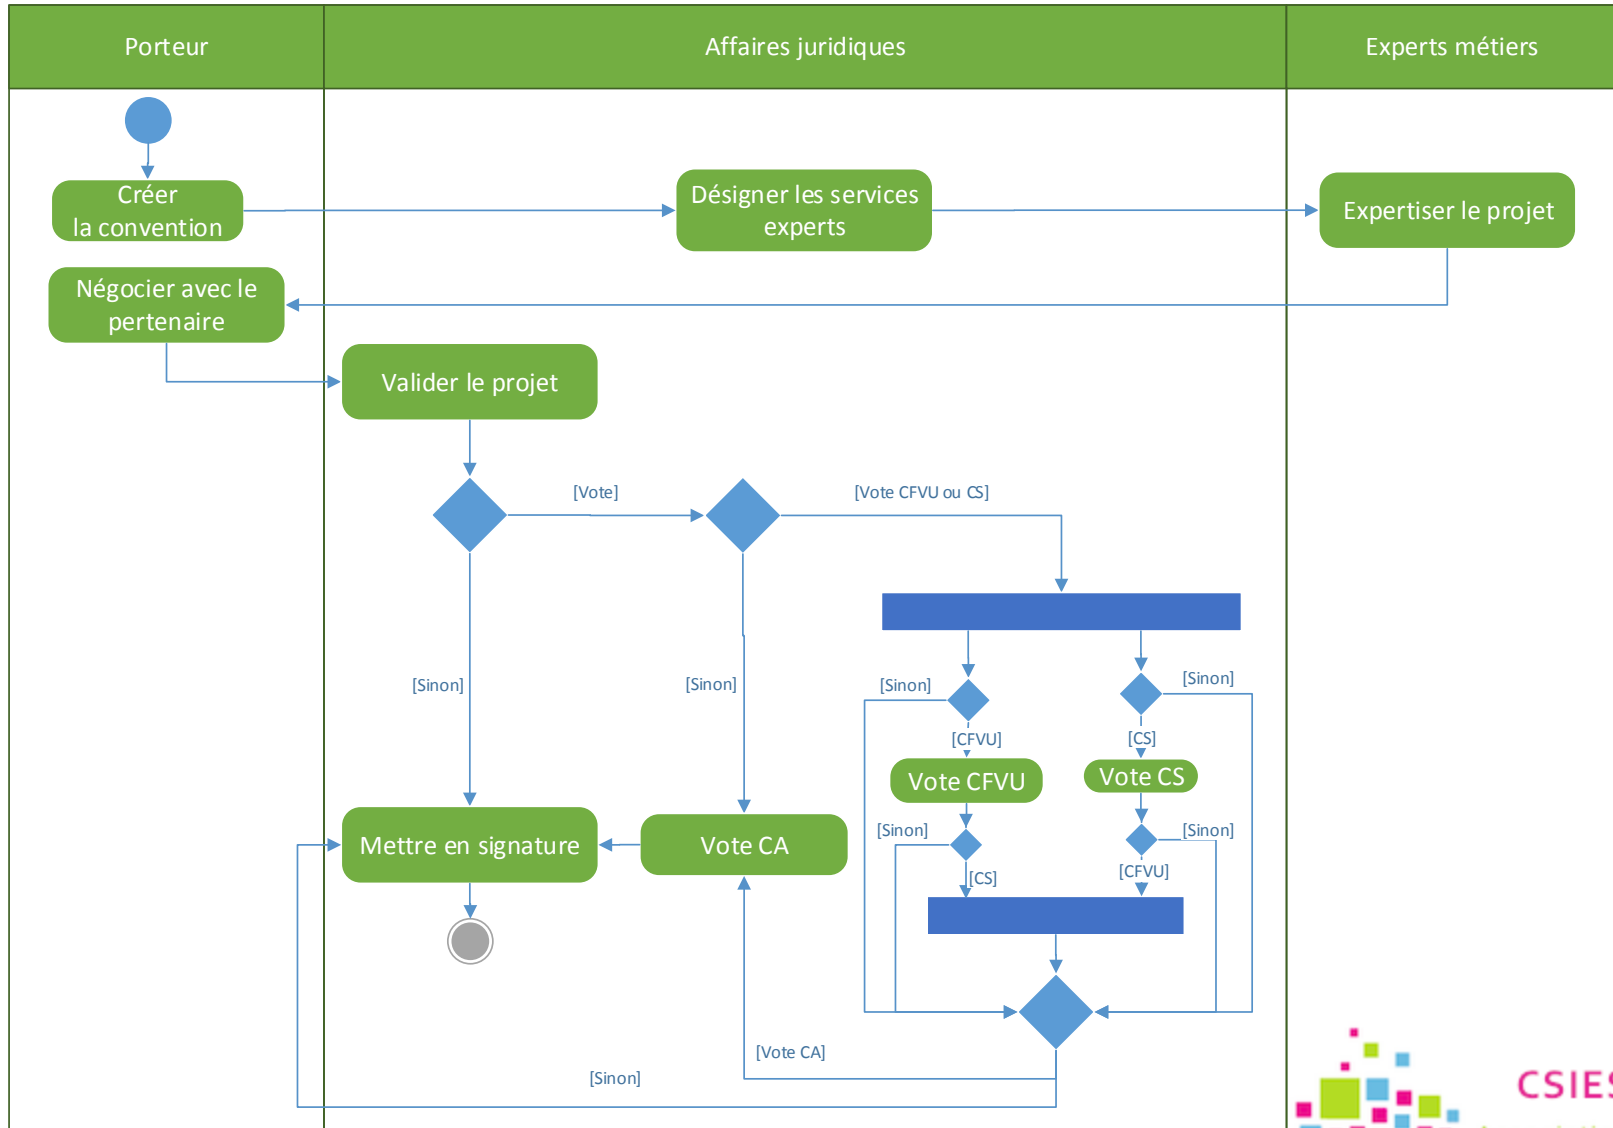 Porteur
Affaires juridiques
Experts métiers
Créer
la convention
Désigner les services
experts
Expertiser le projet
Négocier avec le
pertenaire
Valider le projet
[Vote]
[Vote CFVU ou CS]
[Sinon]
[Sinon]
[Sinon]
[Sinon]
[CFVU]
[CS]
Vote CFVU
Vote CS
[Sinon]
[Sinon]
Mettre en signature
Vote CA
[CS]
[CFVU]
[Vote CA]
[Sinon]
CSIES